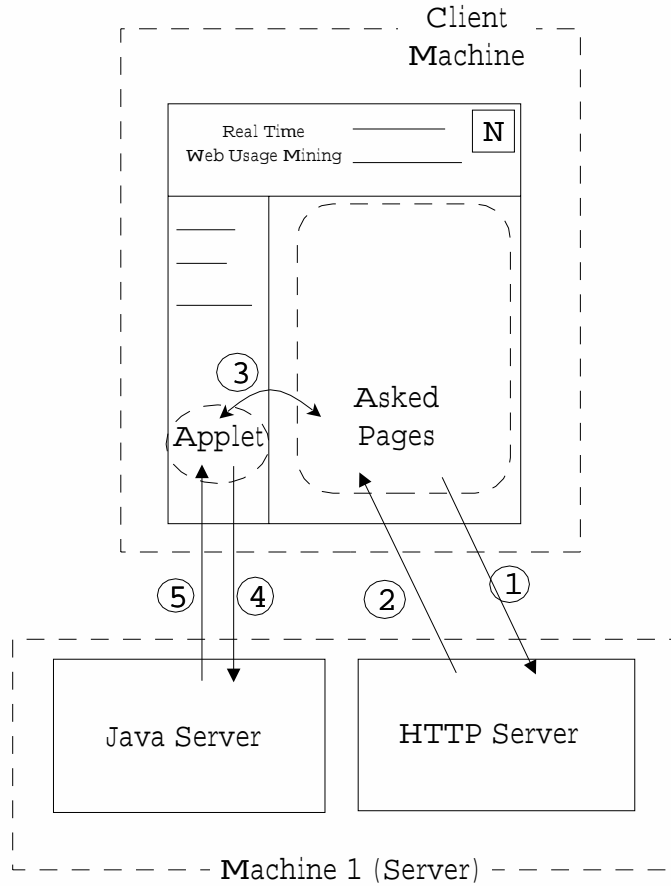 Client
Machine
Real Time
Web Usage Mining
N
3
Applet
Asked
Pages
5
4
2
1
Java Server
HTTP Server
Machine 1 (Server)